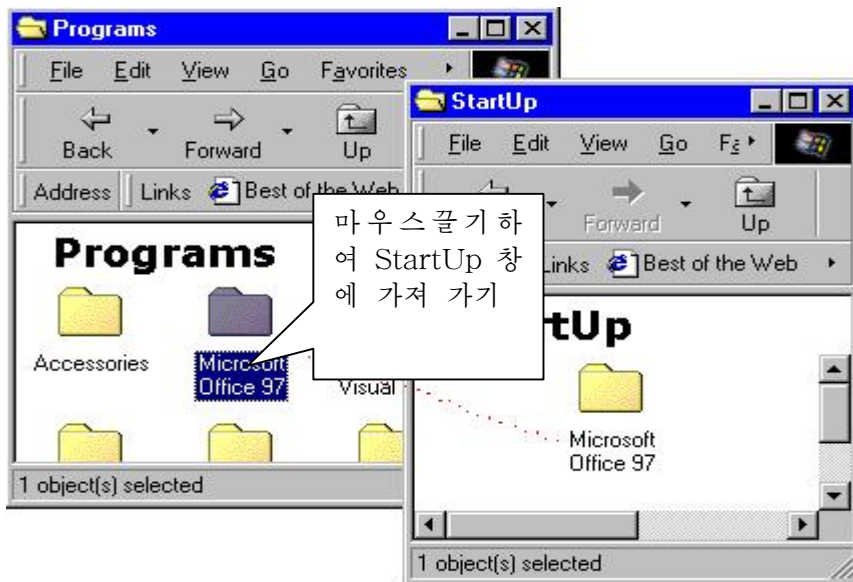 Programs
File Edit View Go Favorites
Back Forward Up
Address Links Best of the Web
Programs
Accessories
Microsoft
Office 97
Visual
1 object(s) selected
StartUp
File Edit View Go
Forward Up
Links Best of the Web
tUp
Microsoft
Office 97
1 object(s) selected
마우스끌기하
여 StartUp 창
에 가져 가기